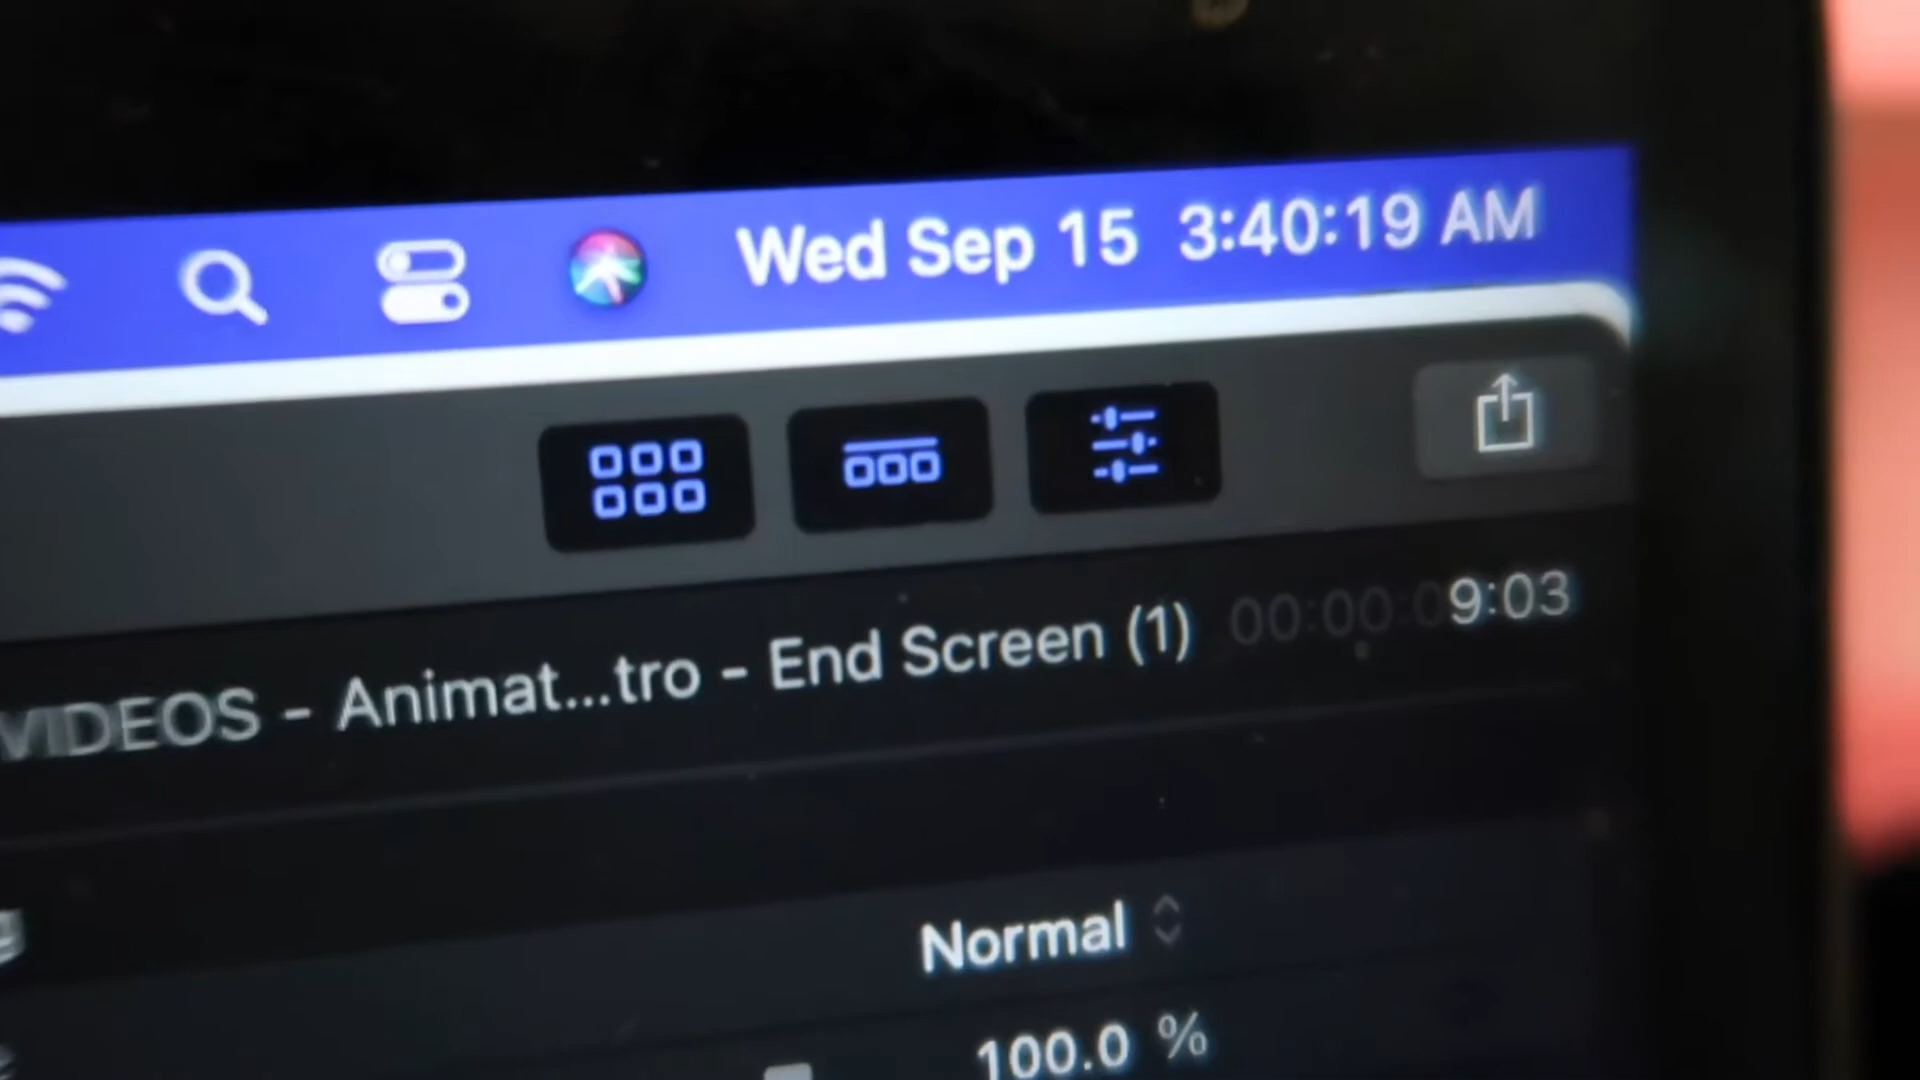 Wed Sep 15 3:40:19 AM
VIDEOS - Animat...tro - End Screen (1) 00:00:09:03
Normal
100.0 %